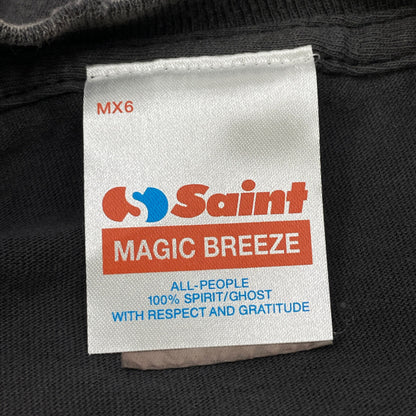 MX6
Saint
MAGIC BREEZE
ALL-PEOPLE
100% SPIRIT/GHOST
WITH RESPECT AND GRATITUDE